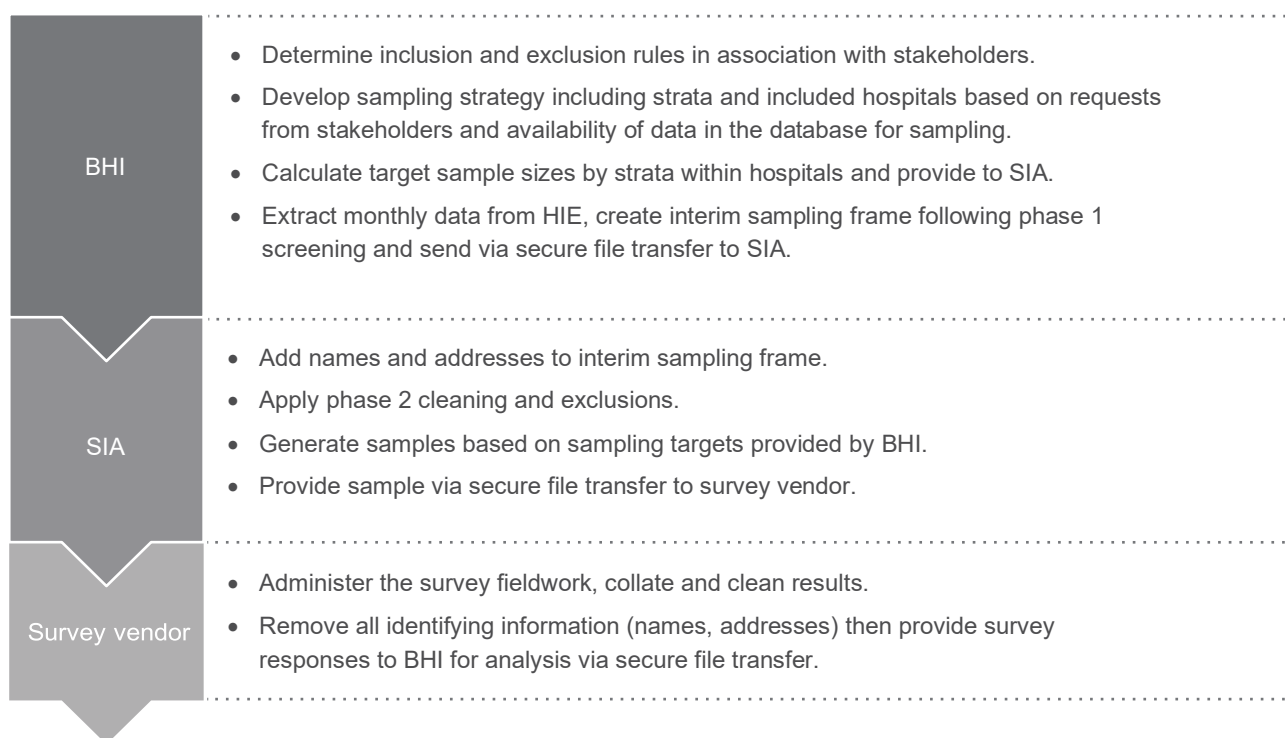 BHI
• Determine inclusion and exclusion rules in association with stakeholders.
• Develop sampling strategy including strata and included hospitals based on requests
from stakeholders and availability of data in the database for sampling.
• Calculate target sample sizes by strata within hospitals and provide to SIA.
• Extract monthly data from HIE, create interim sampling frame following phase 1
screening and send via secure file transfer to SIA.
SIA
• Add names and addresses to interim sampling frame.
• Apply phase 2 cleaning and exclusions.
• Generate samples based on sampling targets provided by BHI.
• Provide sample via secure file transfer to survey vendor.
Survey vendor
• Administer the survey fieldwork, collate and clean results.
• Remove all identifying information (names, addresses) then provide survey
responses to BHI for analysis via secure file transfer.